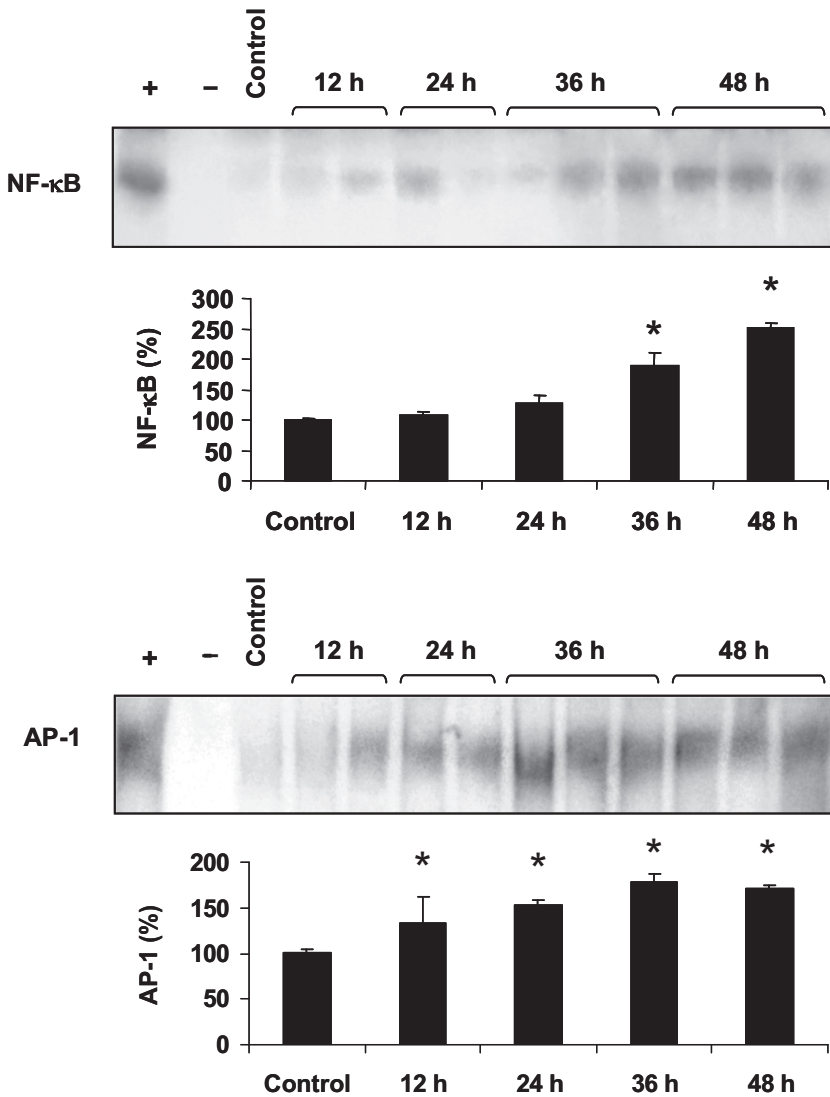 + – Control 12 h 24 h 36 h 48 h
NF-κB
NF-κB (%)
300
250
200
150
100
50
0
* *
Control 12 h 24 h 36 h 48 h
+ – Control 12 h 24 h 36 h 48 h
AP-1
AP-1 (%)
200
150
100
50
0
* * * *
Control 12 h 24 h 36 h 48 h